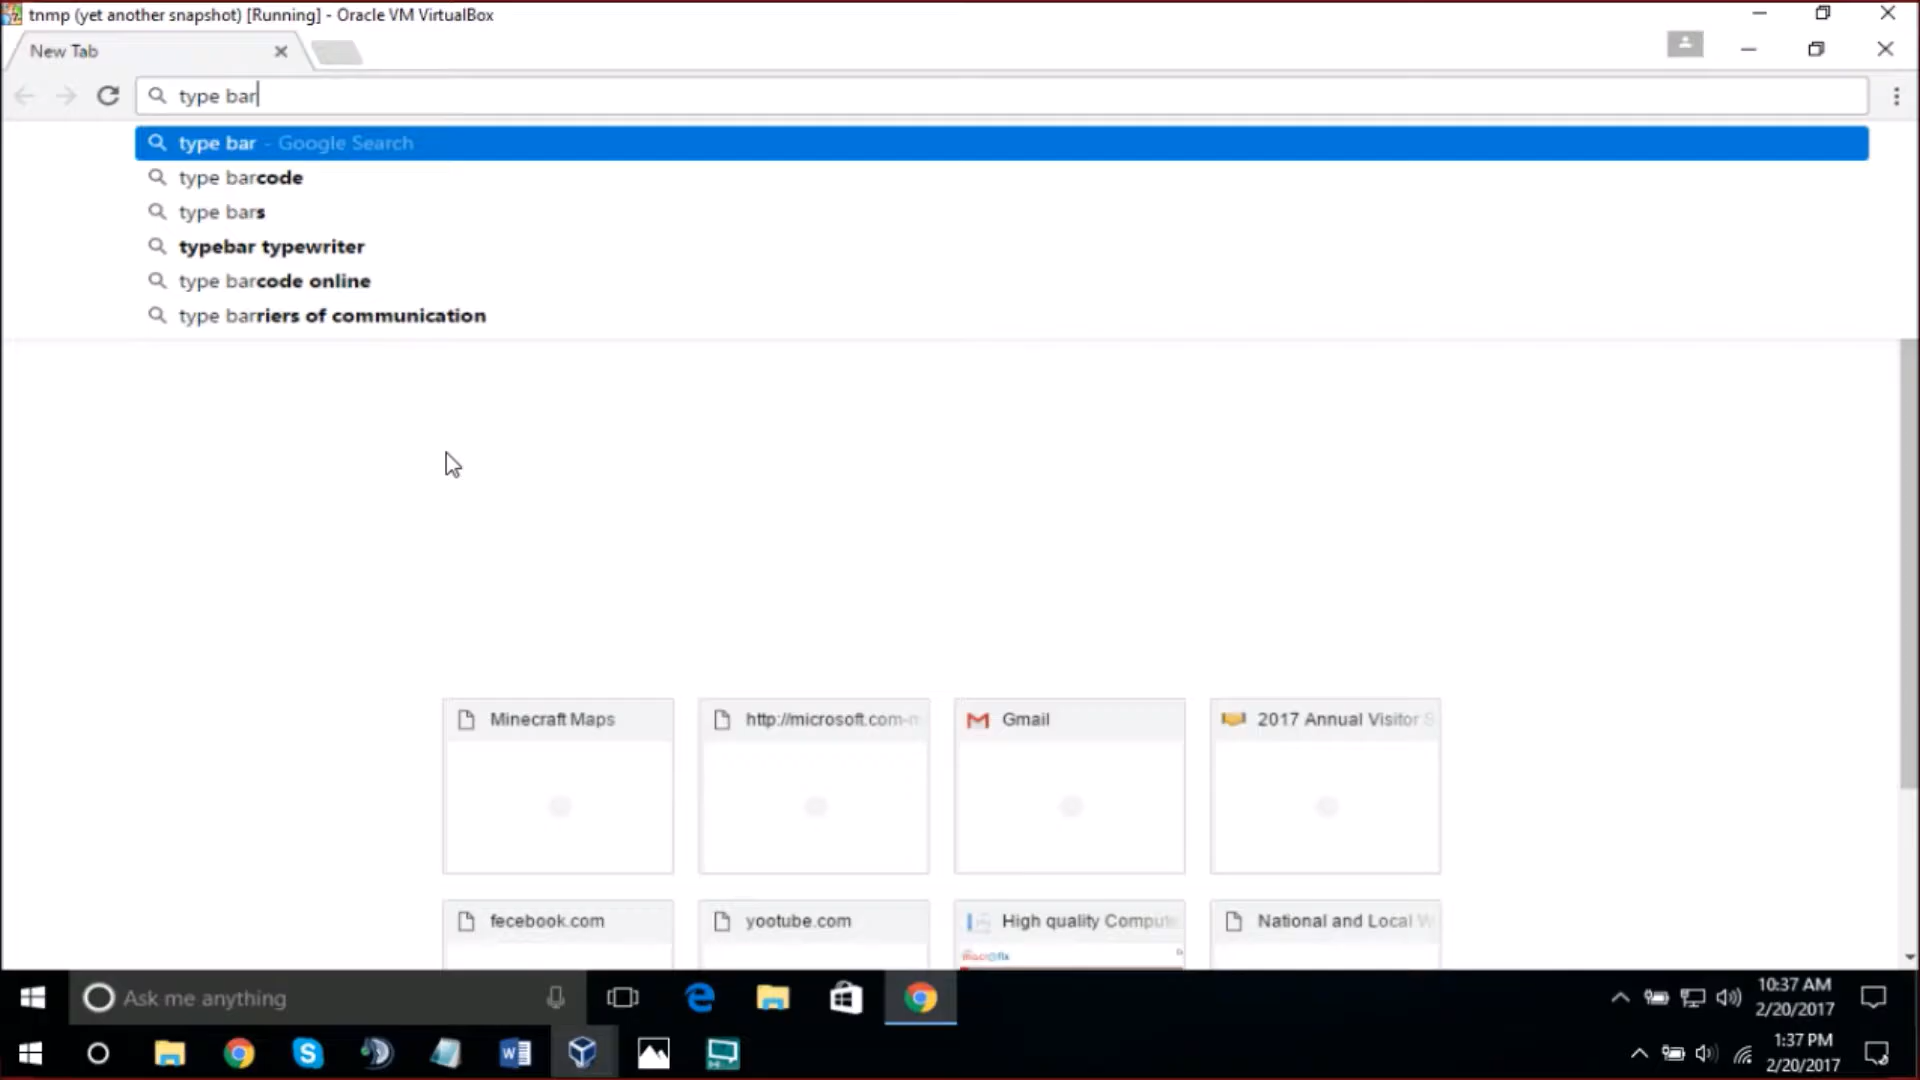 tnmp (yet another snapshot) [Running] - Oracle VM VirtualBox
New Tab
type bar
type bar - Google Search
type barcode
type bars
typebar typewriter
type barcode online
type barriers of communication
Minecraft Maps
http://microsoft.com-m
Gmail
2017 Annual Visitor S
fecebook.com
yootube.com
High quality Compute
National and Local W
Ask me anything
10:37 AM
2/20/2017
1:37 PM
2/20/2017